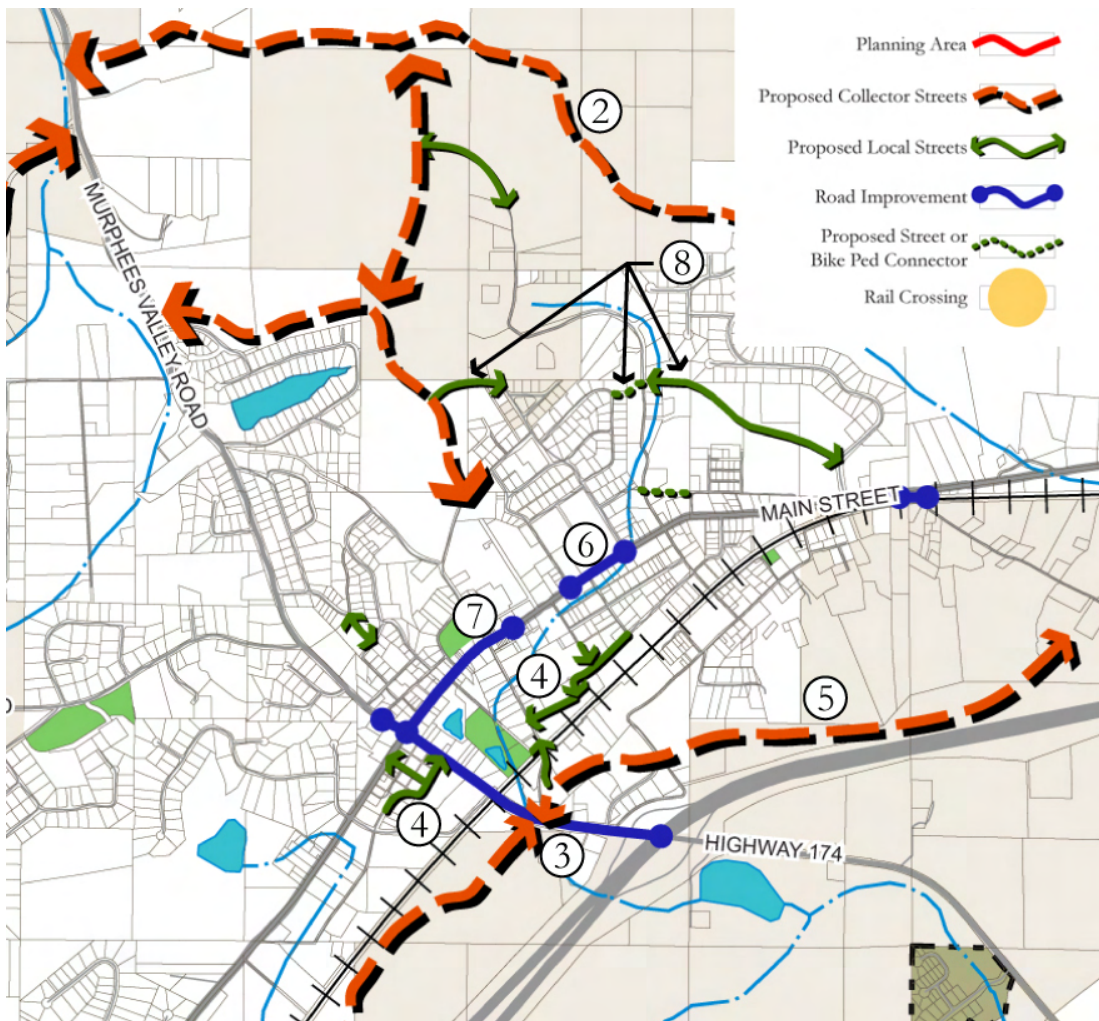 Planning Area
Proposed Collector Streets
2
Proposed Local Streets
MURPHEES VALLEY ROAD
Road Improvement
Proposed Street or
Bike Ped Connector
8
Rail Crossing
MAIN STREET
6
7
4
5
4
3
HIGHWAY 174